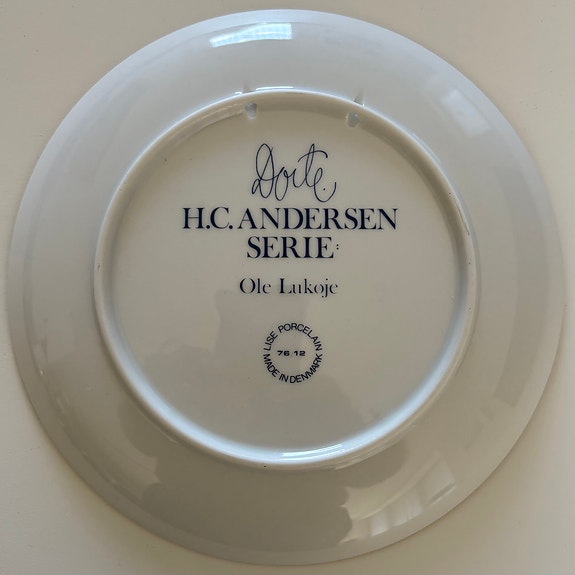 Dorte.
H.C. ANDERSEN
SERIE:
Ole Lukoje
LISE PORCELAIN
76 12
MADE IN DENMARK